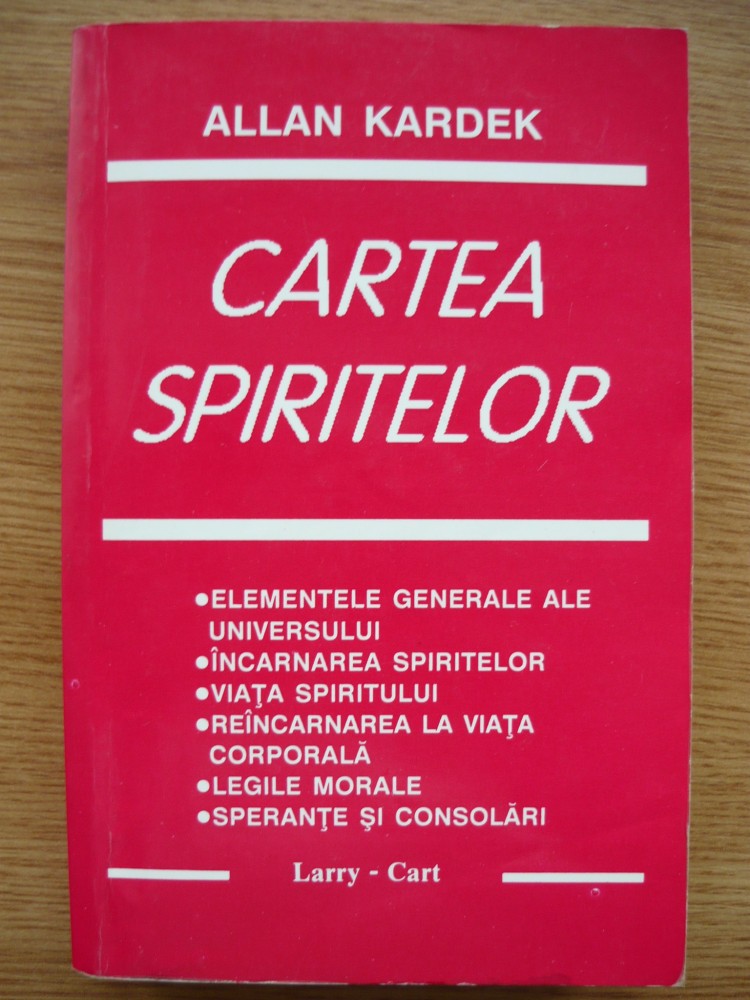 ALLAN KARDEK
CARTEA
SPIRITELOR
•ELEMENTELE GENERALE ALE
UNIVERSULUI
•ÎNCARNAREA SPIRITELOR
•VIAŢA SPIRITULUI
•REÎNCARNAREA LA VIAŢA
CORPORALĂ
•LEGILE MORALE
•SPERANŢE ŞI CONSOLĂRI
Larry - Cart